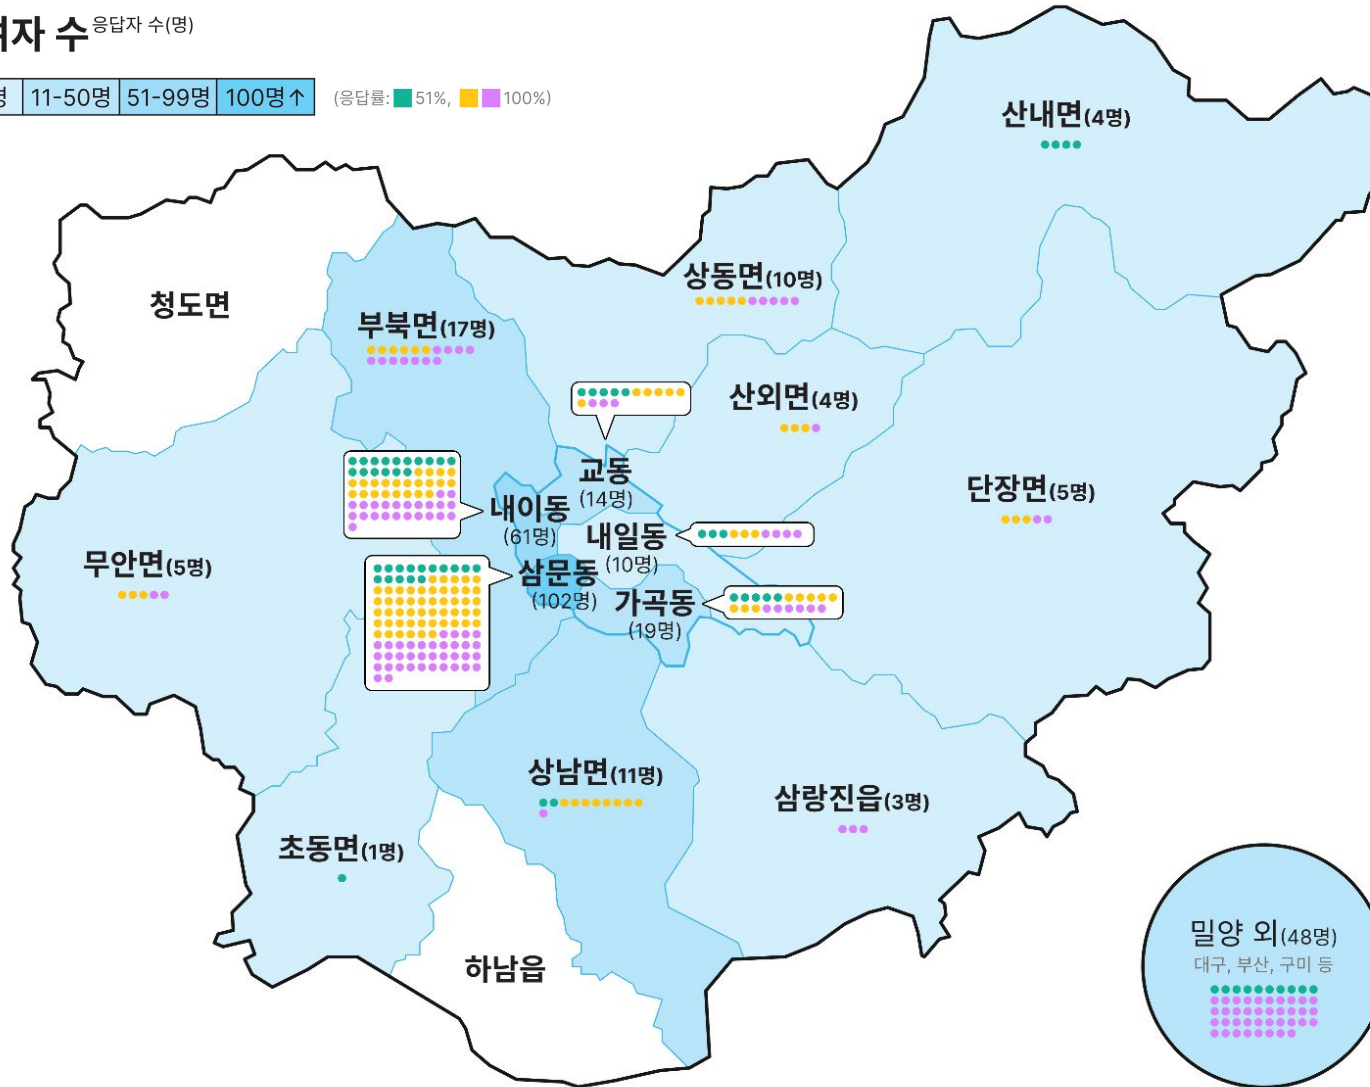 여자 수 응답자 수(명)
명 11-50명 51-99명 100명↑ (응답률: 51%, 100%)
산내면(4명)
상동면(10명)
청도면
부북면(17명)
산외면(4명)
교동
(14명)
단장면(5명)
내이동
(61명)
내일동
(10명)
무안면(5명)
삼문동
(102명)
가곡동
(19명)
상남면(11명)
삼랑진읍(3명)
초동면(1명)
하남읍
밀양 외(48명)
대구, 부산, 구미 등